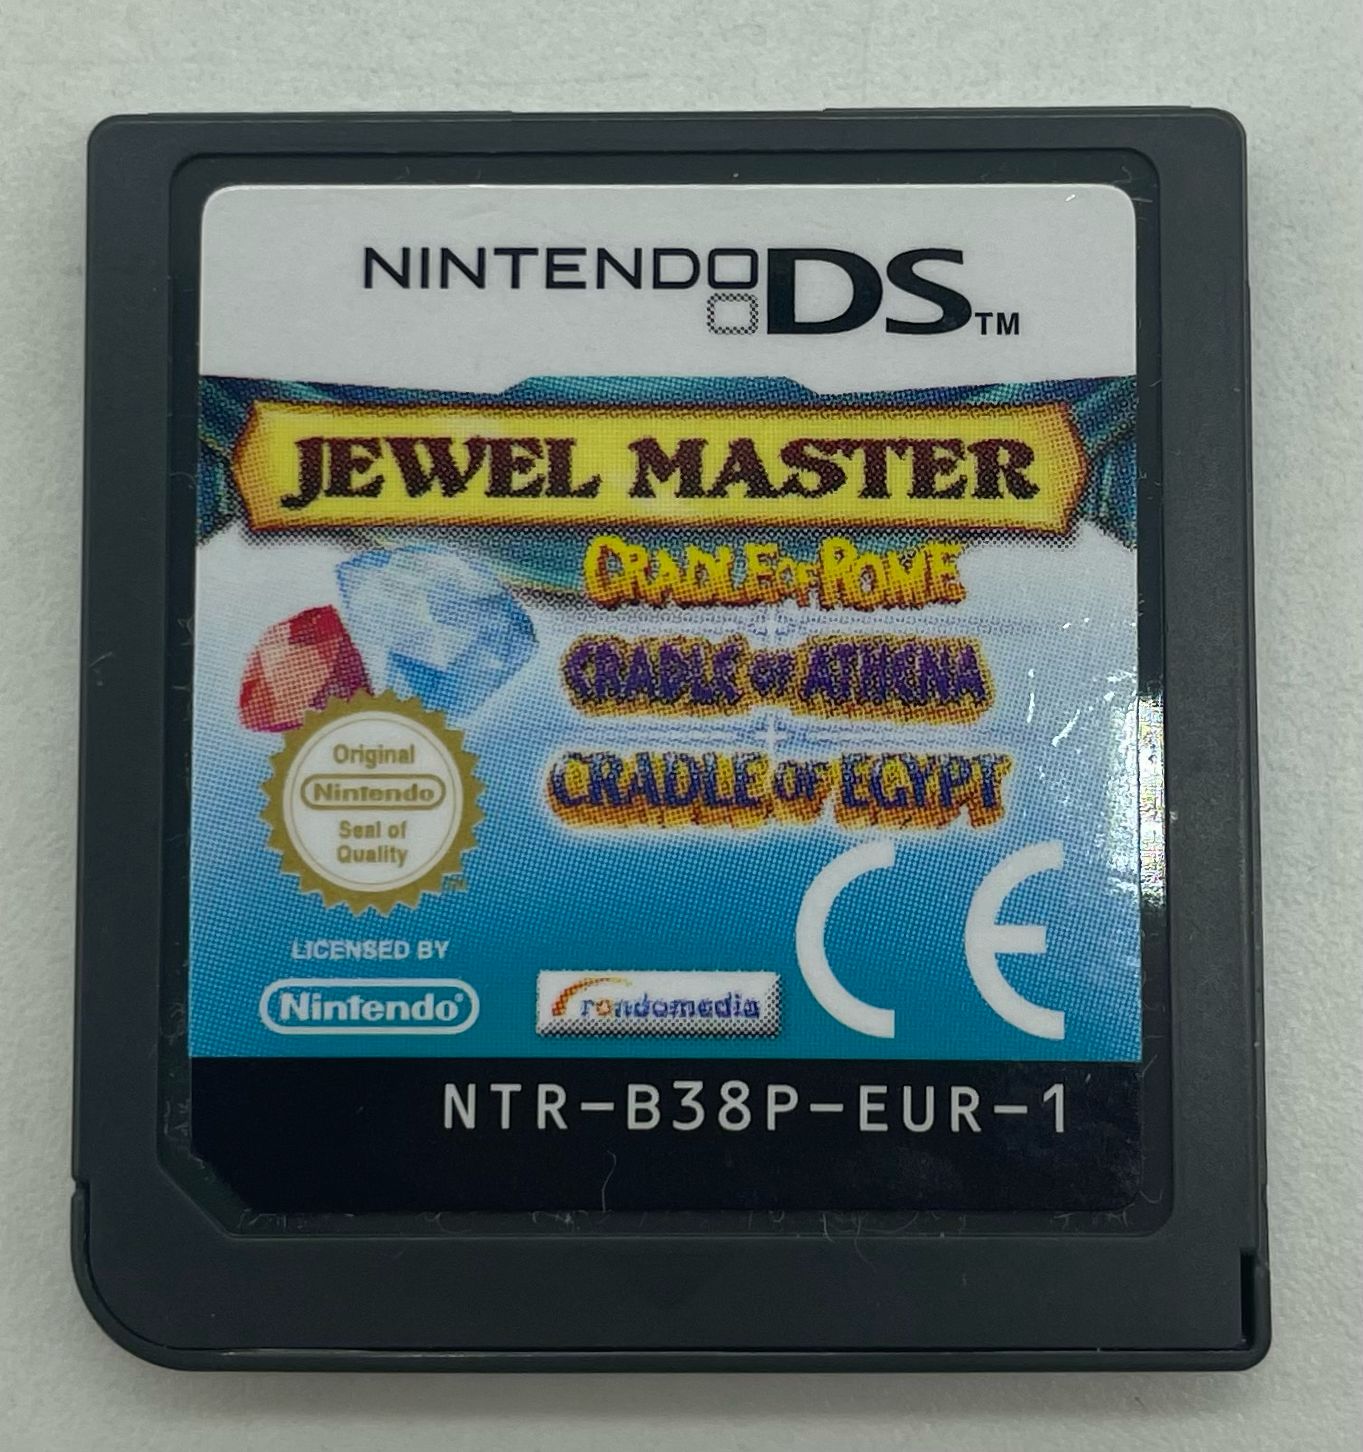 NINTENDO DS™
JEWEL MASTER
CRADLE OF ROME
CRADLE OF ATHENA
CRADLE OF EGYPT
Original
Nintendo
Seal of
Quality
TM
CE
LICENSED BY
Nintendo®
rondomedia
NTR-B38P-EUR-1